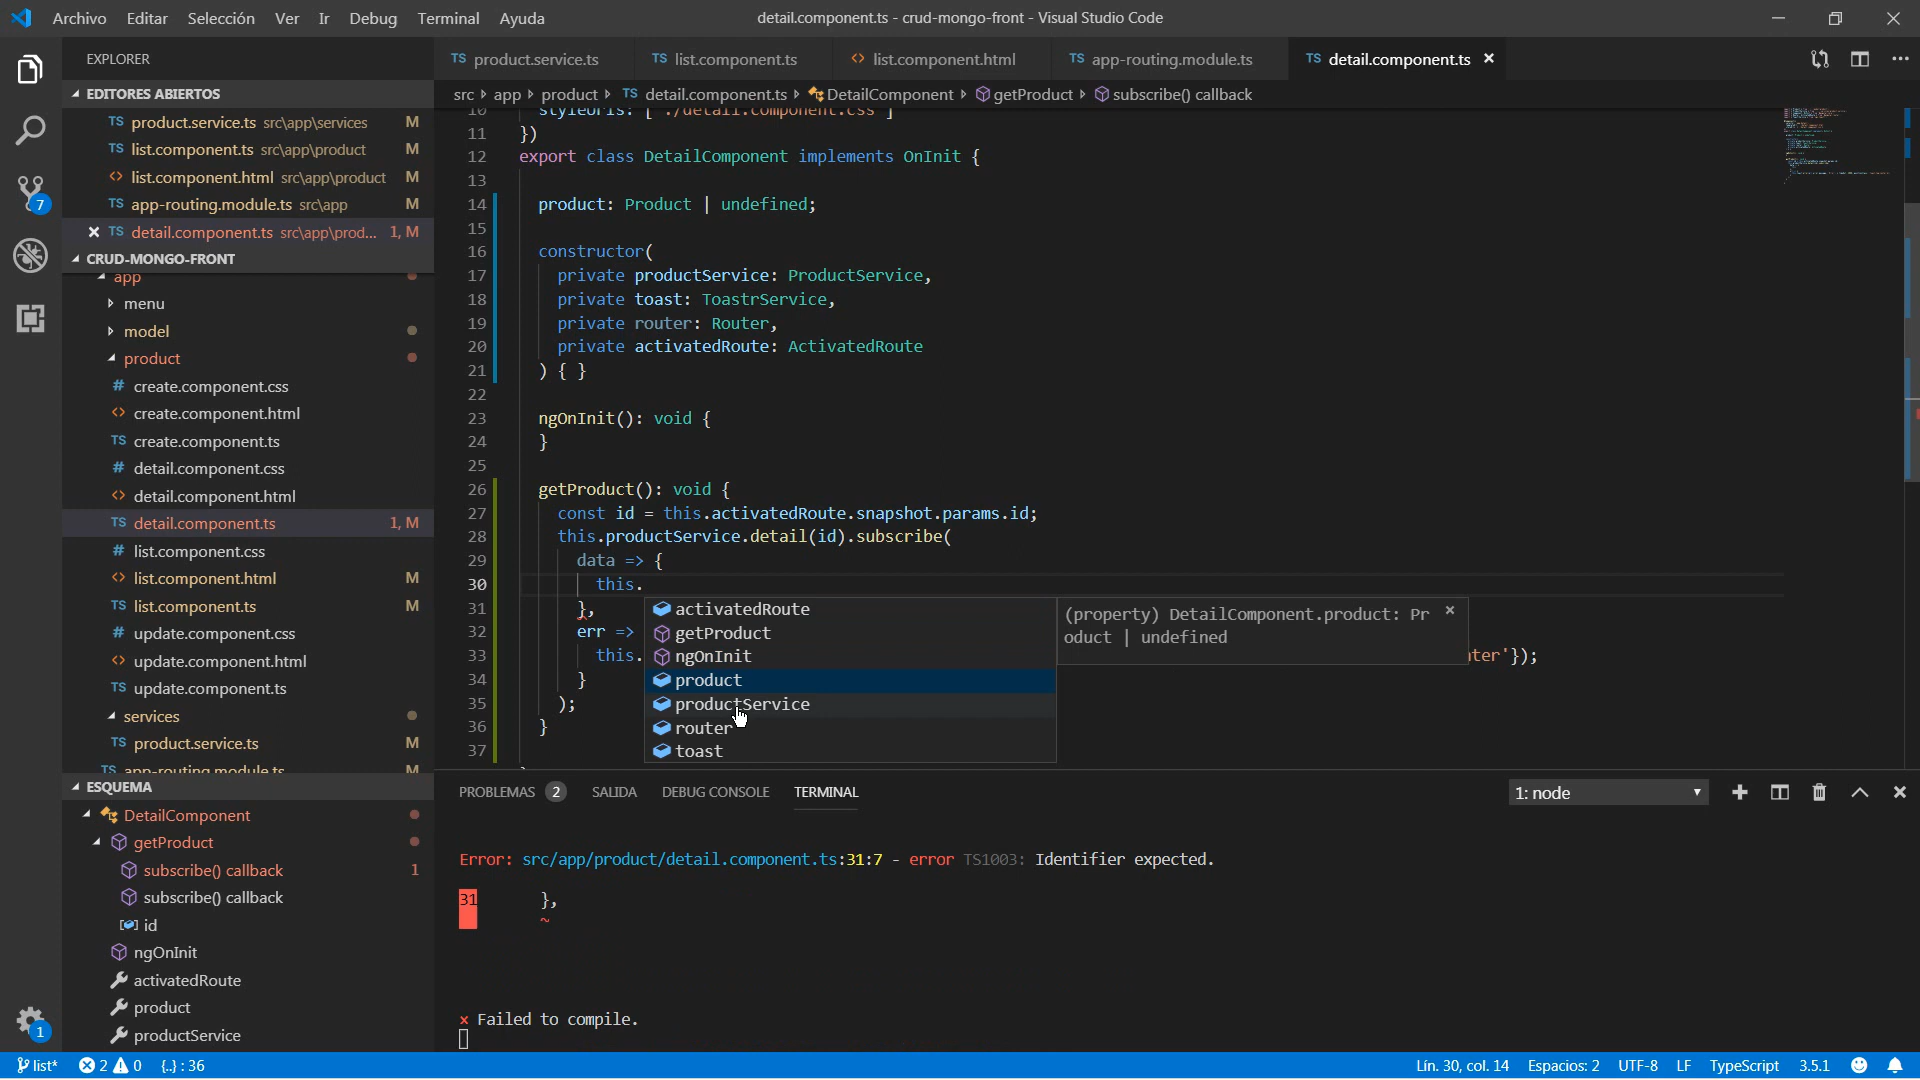 Archivo Editar Selección Ver Ir Debug Terminal Ayuda
detail.component.ts - crud-mongo-front - Visual Studio Code
EXPLORER
TS product.service.ts
TS list.component.ts
<> list.component.html
TS app-routing.module.ts
TS detail.component.ts ×
EDITORES ABIERTOS
TS product.service.ts src\app\services M
TS list.component.ts src\app\product M
<> list.component.html src\app\product M
TS app-routing.module.ts src\app M
× TS detail.component.ts src\app\prod... 1, M
7
CRUD-MONGO-FRONT
app
menu
model
product
# create.component.css
<> create.component.html
TS create.component.ts
# detail.component.css
<> detail.component.html
TS detail.component.ts 1, M
# list.component.css
<> list.component.html M
TS list.component.ts M
# update.component.css
<> update.component.html
TS update.component.ts
services
TS product.service.ts M
TS app-routing.module.ts M
ESQUEMA
DetailComponent
getProduct
subscribe() callback 1
subscribe() callback
id
ngOnInit
activatedRoute
product
productService
1
src app product TS detail.component.ts DetailComponent getProduct subscribe() callback
10 styleUrls: [ './detail.component.css' ]
11 })
12 export class DetailComponent implements OnInit {
13
14 product: Product | undefined;
15
16 constructor(
17 private productService: ProductService,
18 private toast: ToastrService,
19 private router: Router,
20 private activatedRoute: ActivatedRoute
21 ) { }
22
23 ngOnInit(): void {
24 }
25
26 getProduct(): void {
27 const id = this.activatedRoute.snapshot.params.id;
28 this.productService.detail(id).subscribe(
29 data => {
30 this.
31 },
32 err =>
33 this. ter'});
34 }
35 );
36 }
37
activatedRoute
getProduct
ngOnInit
product
productService
router
toast
(property) DetailComponent.product: Pr ×
oduct | undefined
PROBLEMAS 2 SALIDA DEBUG CONSOLE TERMINAL
1: node
Error: src/app/product/detail.component.ts:31:7 - error TS1003: Identifier expected.
31 },
~
× Failed to compile.
list* 2 0 {..} : 36
Lín. 30, col. 14 Espacios: 2 UTF-8 LF TypeScript 3.5.1